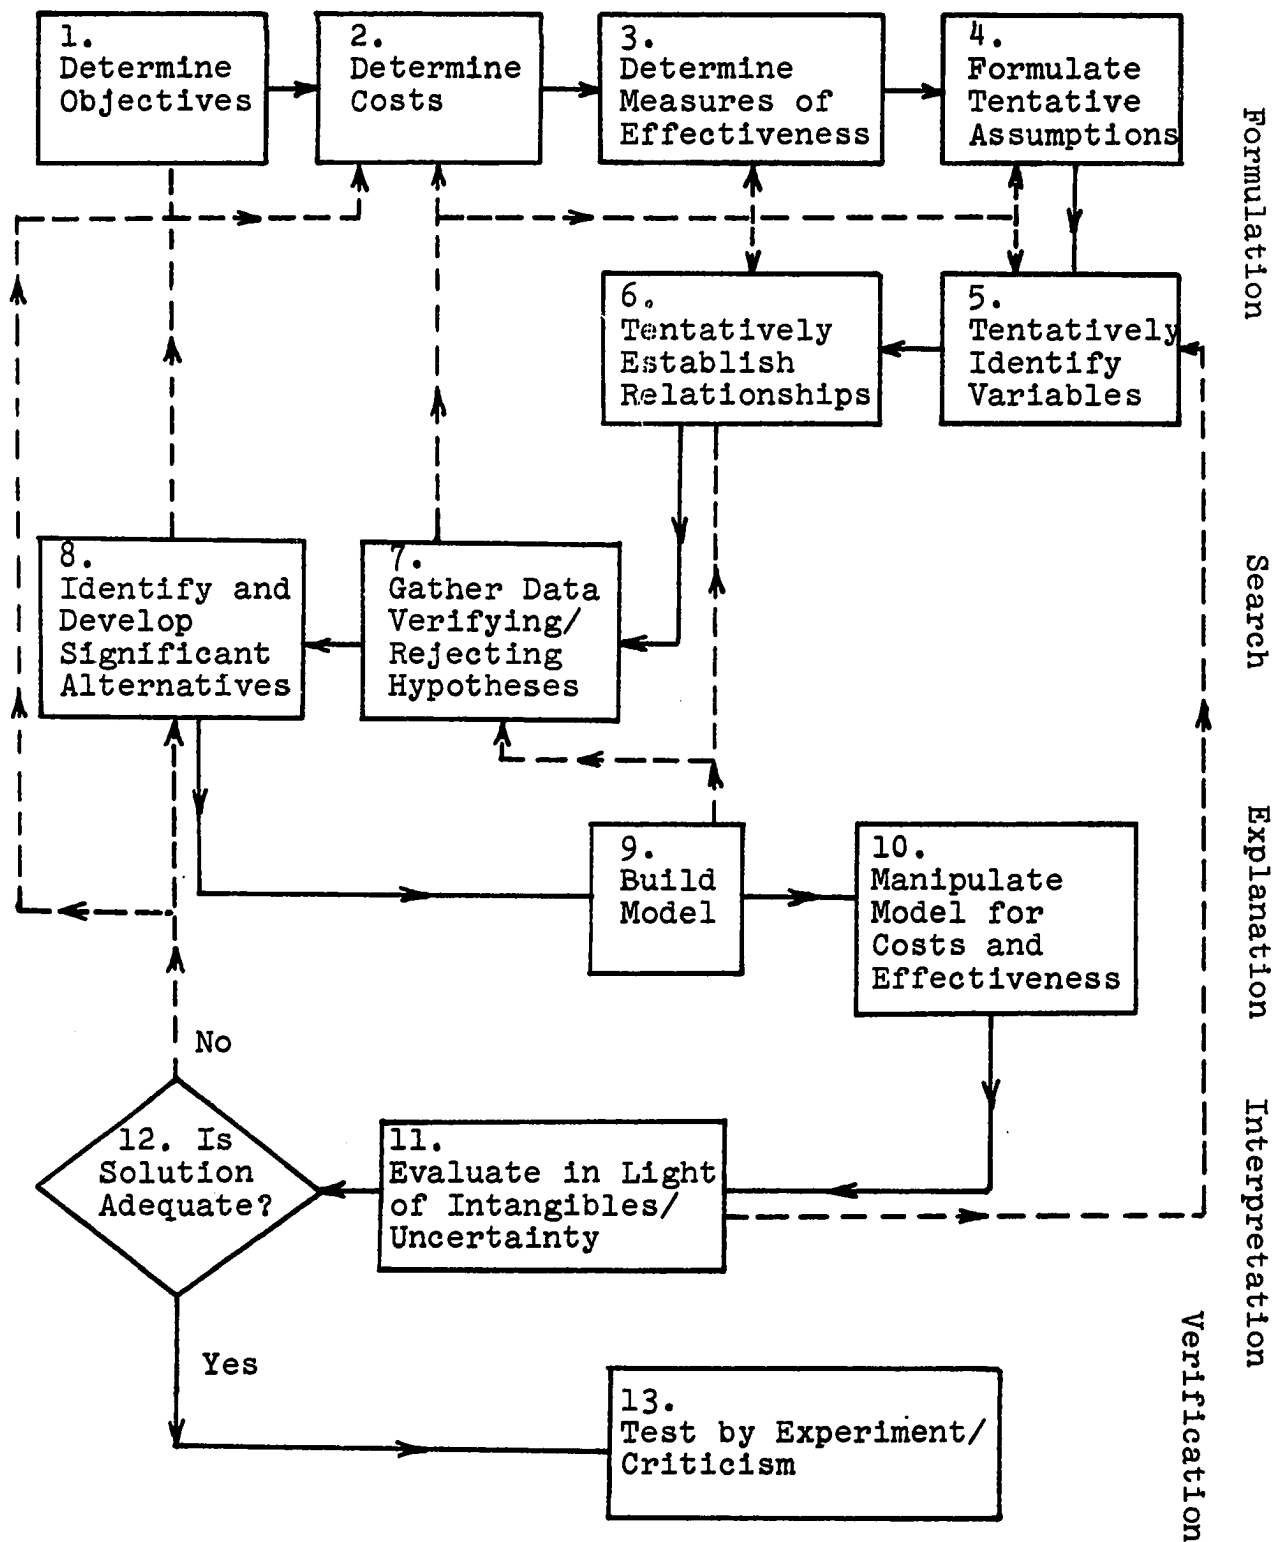 1.
Determine
Objectives
2.
Determine
Costs
3.
Determine
Measures of
Effectiveness
4.
Formulate
Tentative
Assumptions
Formulation
6.
Tentatively
Establish
Relationships
5.
Tentatively
Identify
Variables
8.
Identify and
Develop
Significant
Alternatives
7.
Gather Data
Verifying/
Rejecting
Hypotheses
Search
9.
Build
Model
10.
Manipulate
Model for
Costs and
Effectiveness
Explanation
No
12. Is
Solution
Adequate?
11.
Evaluate in Light
of Intangibles/
Uncertainty
Interpretation
Yes
13.
Test by Experiment/
Criticism
Verification